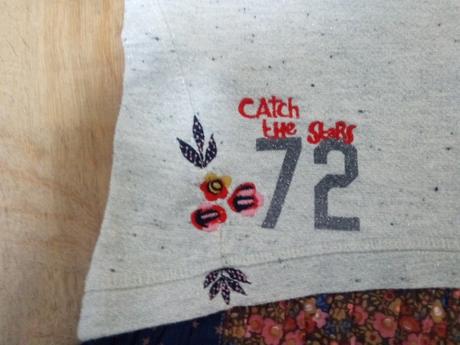 CAtch
tHE StaRS
72